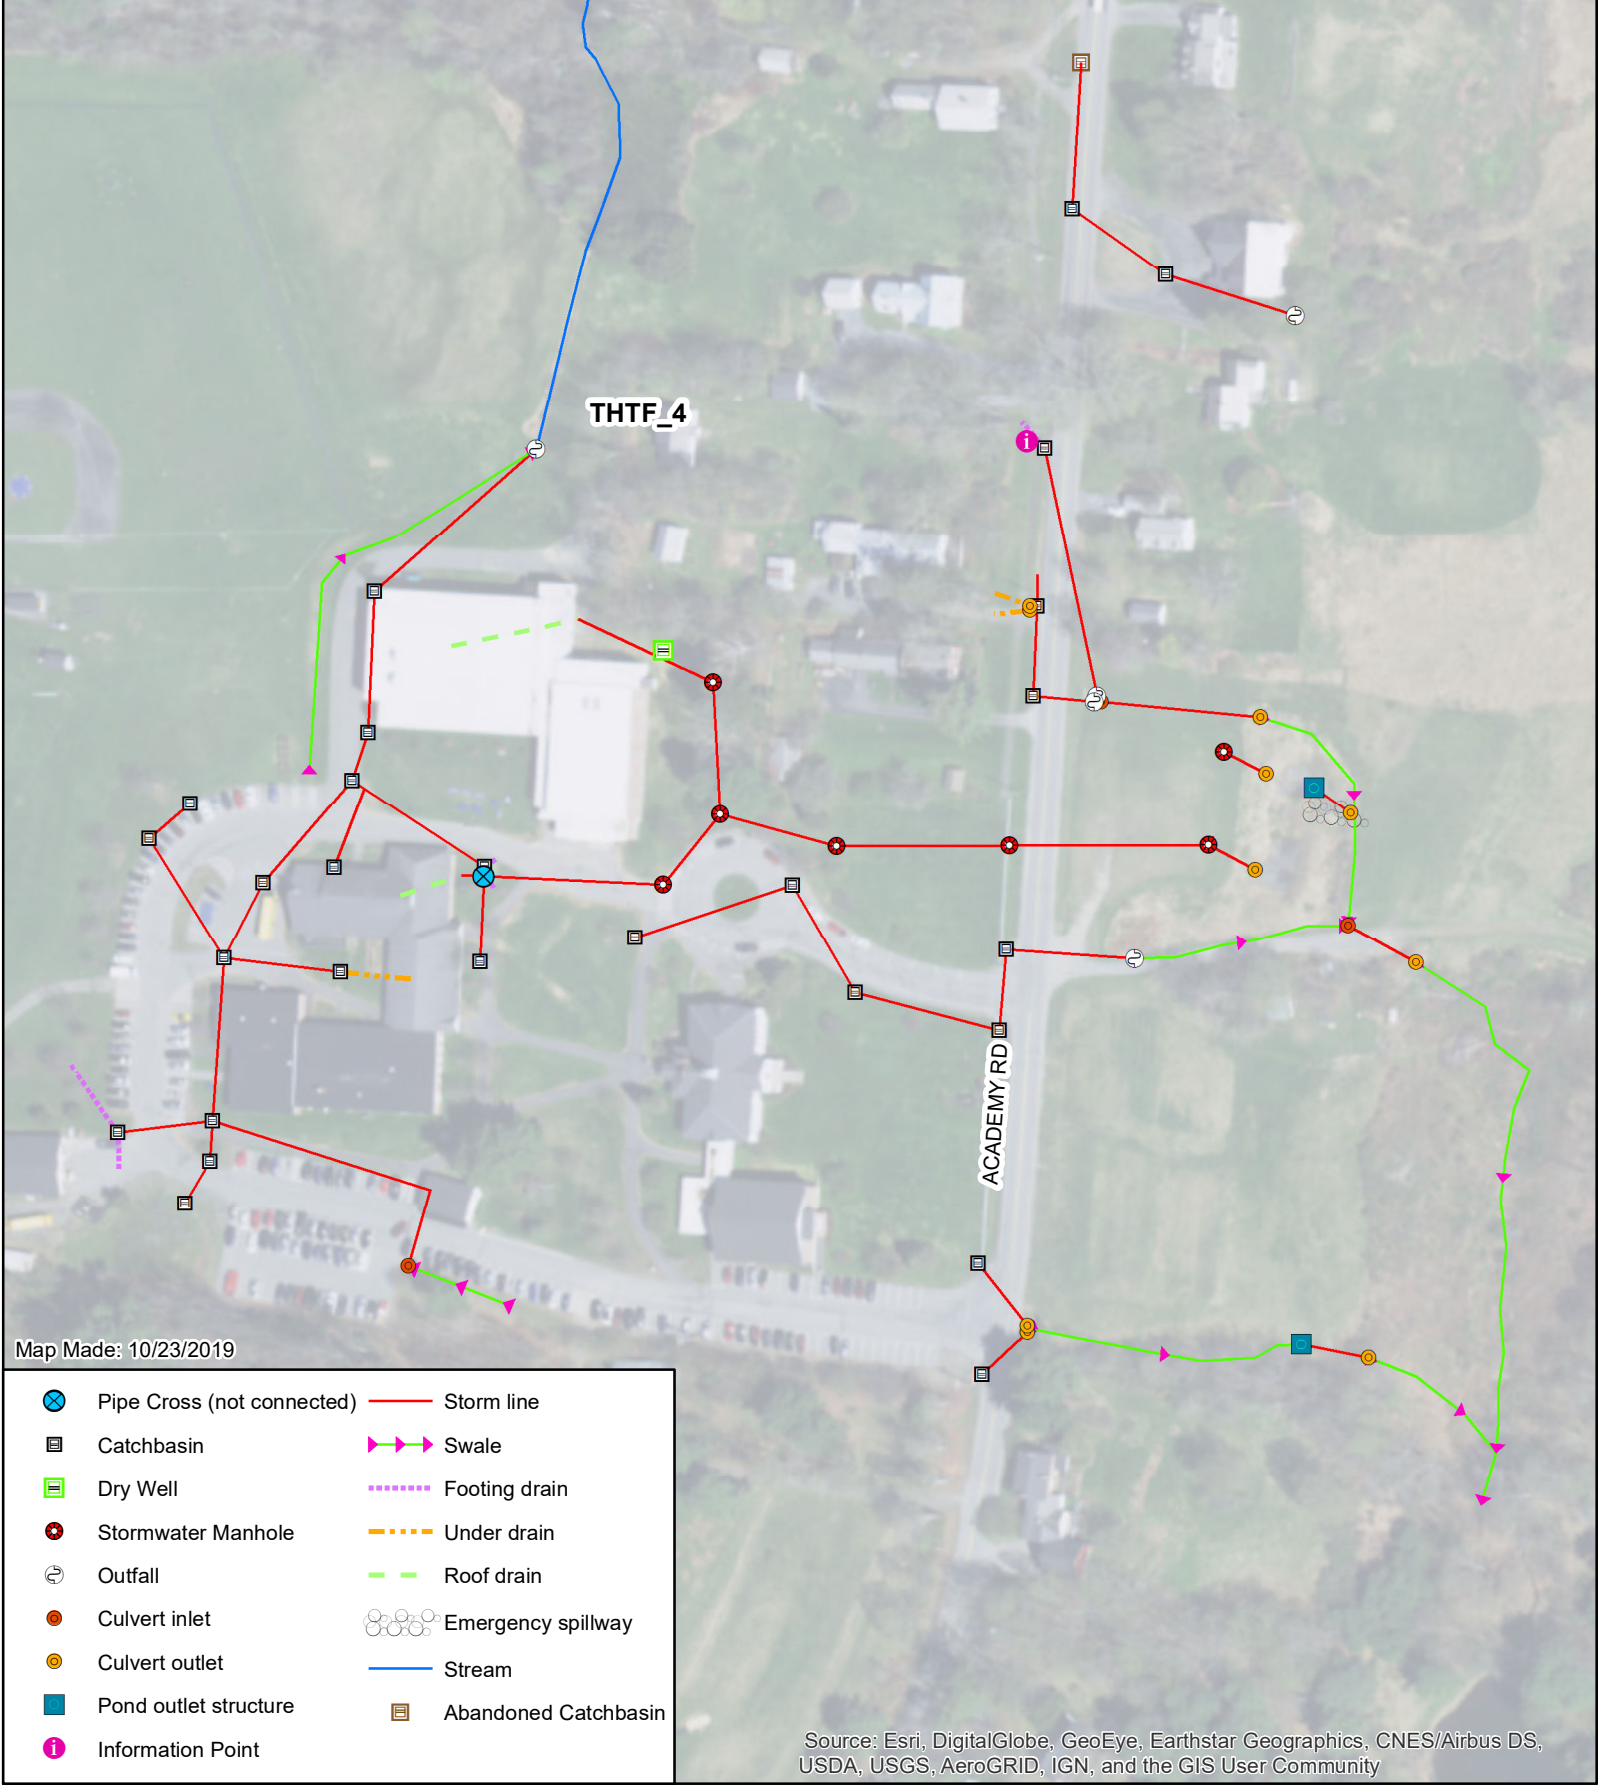 THTF_4
ACADEMY RD
Map Made: 10/23/2019
Pipe Cross (not connected)
Catchbasin
Dry Well
Stormwater Manhole
Outfall
Culvert inlet
Culvert outlet
Pond outlet structure
Information Point
Storm line
Swale
Footing drain
Under drain
Roof drain
Emergency spillway
Stream
Abandoned Catchbasin
Source: Esri, DigitalGlobe, GeoEye, Earthstar Geographics, CNES/Airbus DS,
USDA, USGS, AeroGRID, IGN, and the GIS User Community